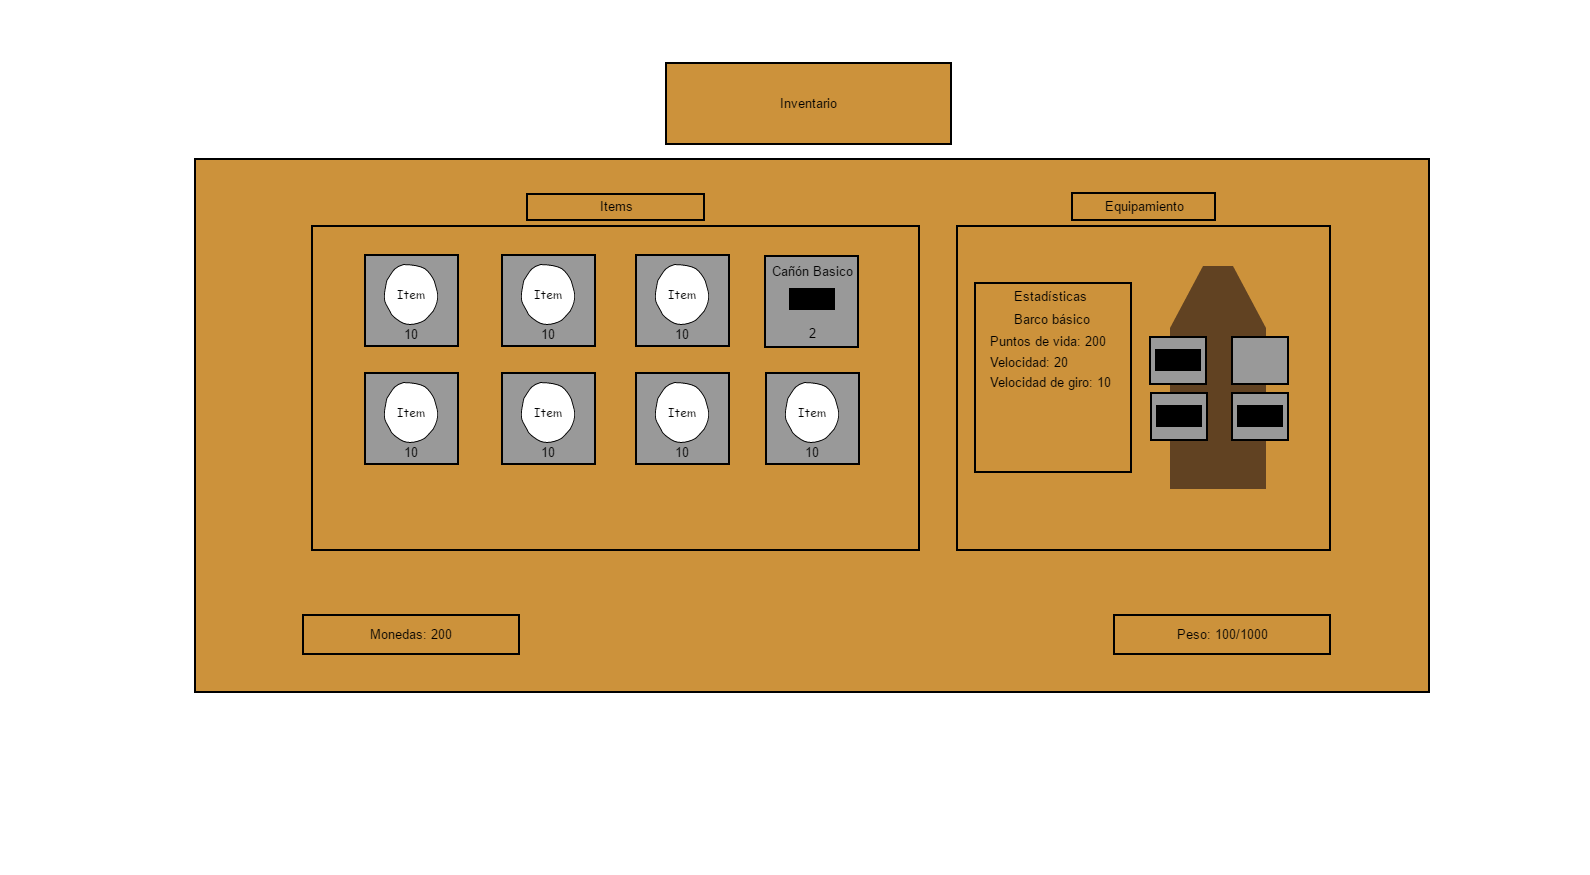 Inventario
Items
Item
10
Item
10
Item
10
Cañón Basico
2
Item
10
Item
10
Item
10
Item
10
Equipamiento
Estadísticas
Barco básico
Puntos de vida: 200
Velocidad: 20
Velocidad de giro: 10
Monedas: 200
Peso: 100/1000